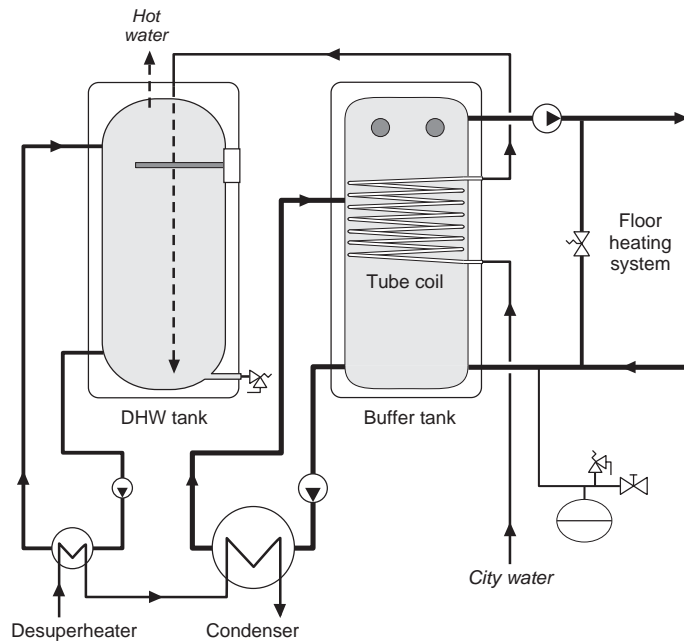 Hot
water
Floor
heating
system
Tube coil
DHW tank
Buffer tank
City water
Desuperheater
Condenser